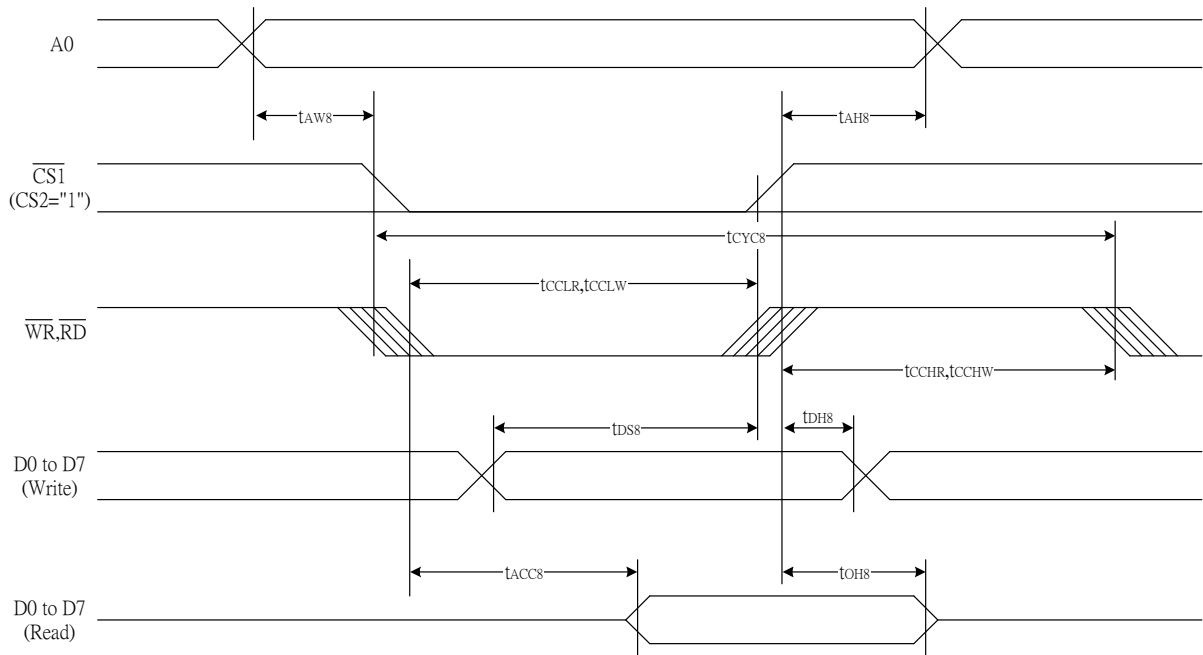 A0
tAW8
tAH8
CS1
(CS2="1")
tCYC8
tCCLR,tCCLW
WR,RD
tCCHR,tCCHW
tDH8
tDS8
D0 to D7
(Write)
tACC8
tOH8
D0 to D7
(Read)